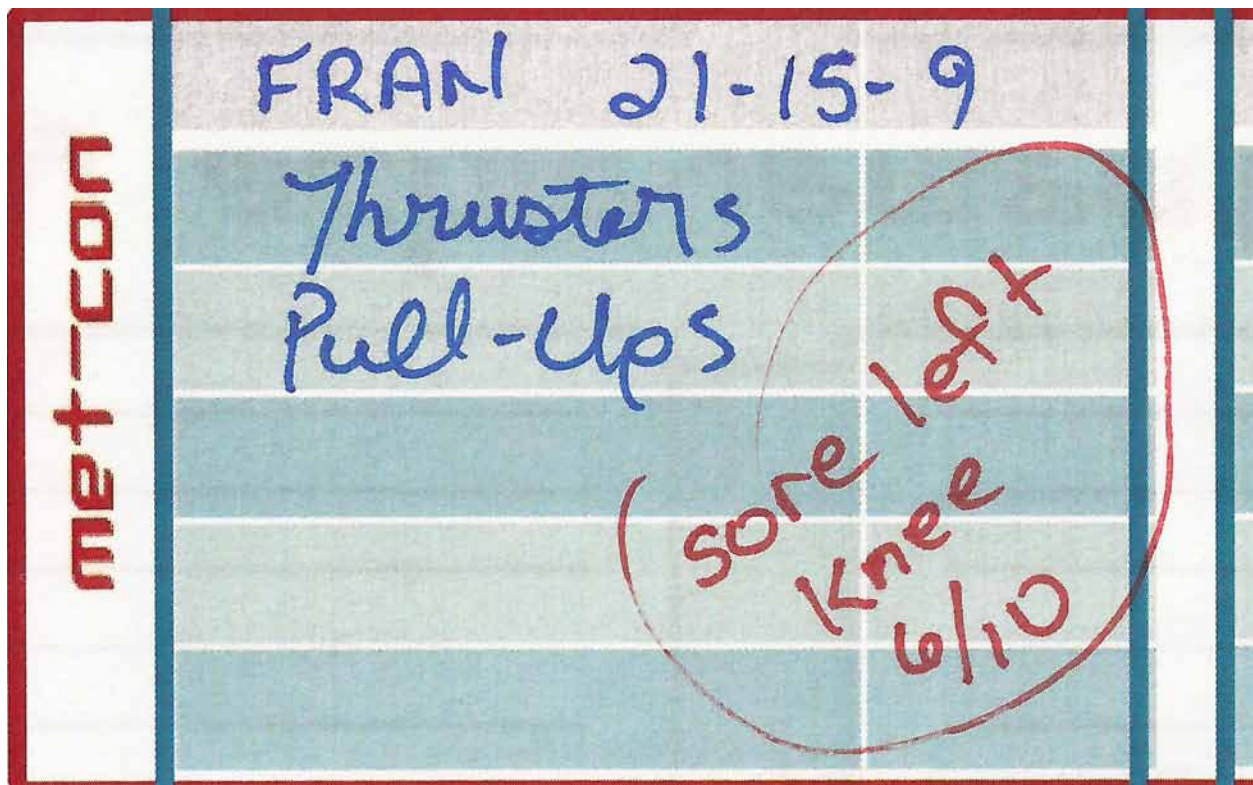 met-con
FRAN 21-15-9
Thrusters
Pull-Ups
sore left
Knee
6/10